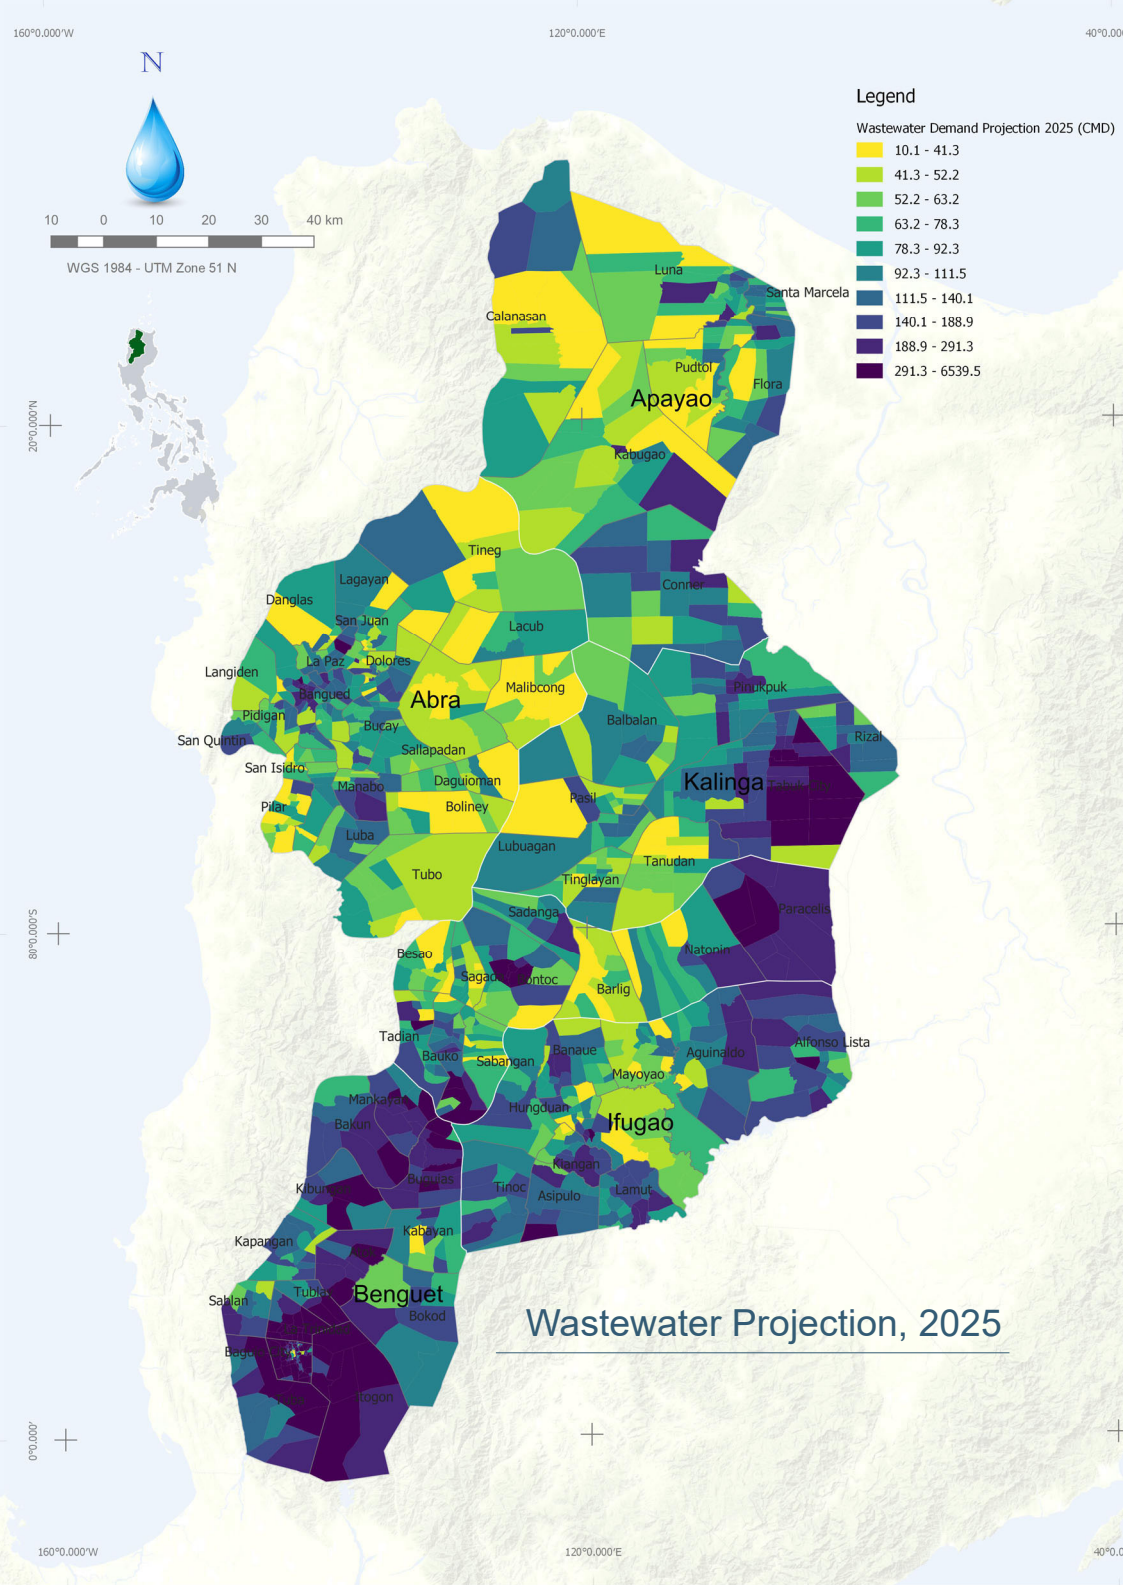 160°0.000'W
120°0.000'E
N
Legend
Wastewater Demand Projection 2025 (CMD)
10.1 - 41.3
41.3 - 52.2
52.2 - 63.2
63.2 - 78.3
78.3 - 92.3
92.3 - 111.5
111.5 - 140.1
140.1 - 188.9
188.9 - 291.3
291.3 - 6539.5
10 0 10 20 30 40 km
WGS 1984 - UTM Zone 51 N
Luna
Santa Marcela
Calanasan
Pudtol
Flora
Apayao
20°0.000'N
Kabugao
Tineg
Lagayan
Conner
Danglas
San Juan
Lacub
La Paz
Dolores
Langiden
Malibcong
Pinukpuk
Bangued
Abra
Pidigan
Bucay
Balbalan
San Quintin
Rizal
Sallapadan
San Isidro
Daguioman
Kalinga
Manabo
Pasil
Pilar
Boliney
Luba
Lubuagan
Tanudan
Tubo
Tinglayan
Sadanga
Paracelis
80°0.000'S
Besao
Natonin
Barlig
Tadian
Bauko
Sabangan
Banaue
Aguinaldo
Alfonso Lista
Mayoyao
Hungduan
Bakun
Ifugao
Kiangan
Buguias
Tinoc
Asipulo
Lamut
Kabayan
Kapangan
Sablan
Benguet
Bokod
Wastewater Projection, 2025
0°0.000'
160°0.000'W
120°0.000'E